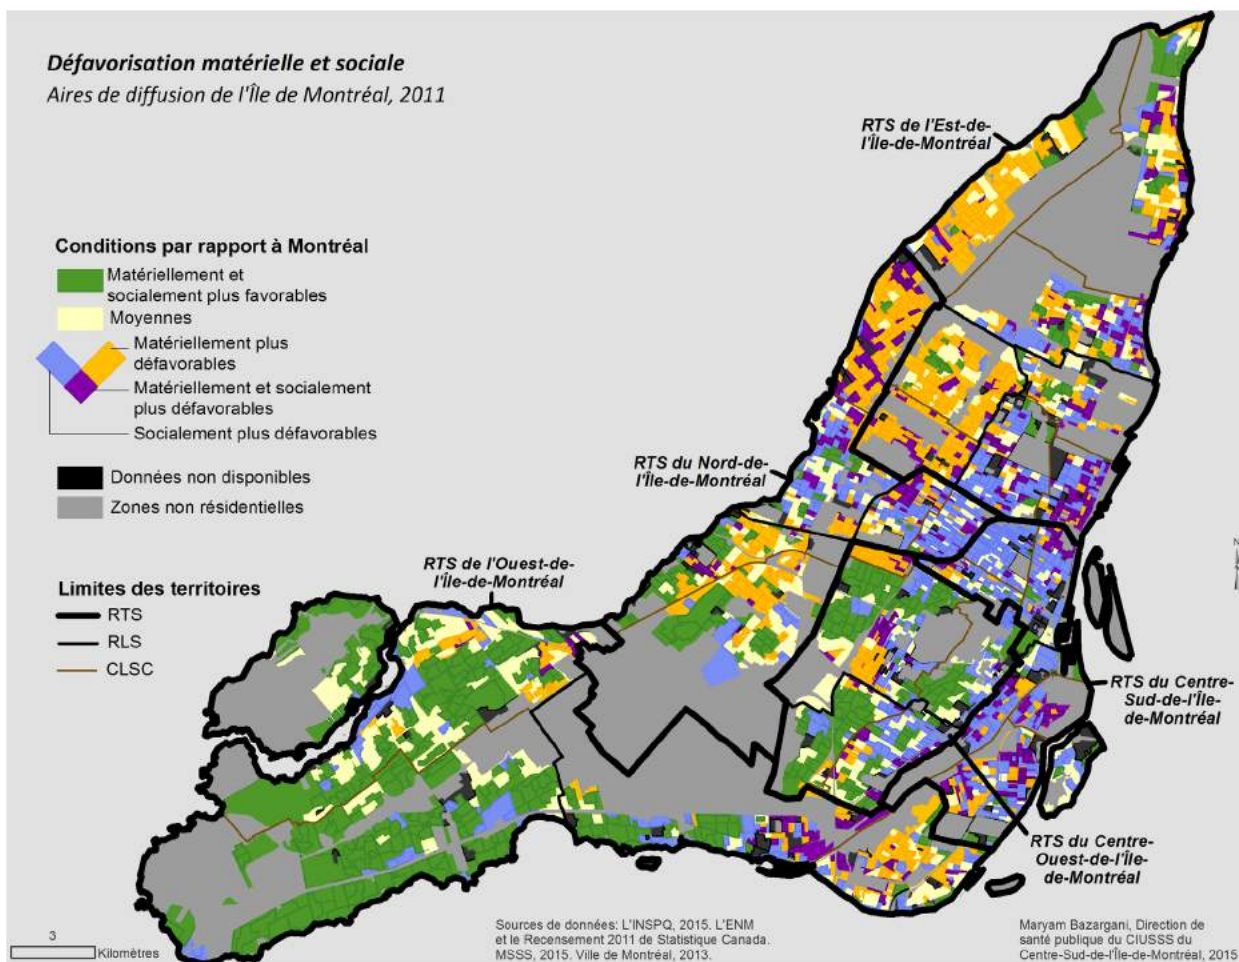 Défavorisation matérielle et sociale
Aires de diffusion de l'Île de Montréal, 2011
RTS de l'Est-de-
l'Île-de-Montréal
Conditions par rapport à Montréal
Matériellement et
socialement plus favorables
Moyennes
Matériellement plus
défavorables
Matériellement et socialement
plus défavorables
Socialement plus défavorables
Données non disponibles
Zones non résidentielles
RTS du Nord-de-
l'Île-de-Montréal
RTS de l'Ouest-de-
l'Île-de-Montréal
Limites des territoires
RTS
RLS
CLSC
N
RTS du Centre-
Sud-de-l'Île-
de-Montréal
RTS du Centre-
Ouest-de-l'Île-
de-Montréal
3
Kilomètres
Sources de données: L'INSPQ, 2015. L'ENM
et le Recensement 2011 de Statistique Canada.
MSSS, 2015. Ville de Montréal, 2013.
Maryam Bazargani, Direction de
santé publique du CIUSSS du
Centre-Sud-de-l'Île-de-Montréal, 2015